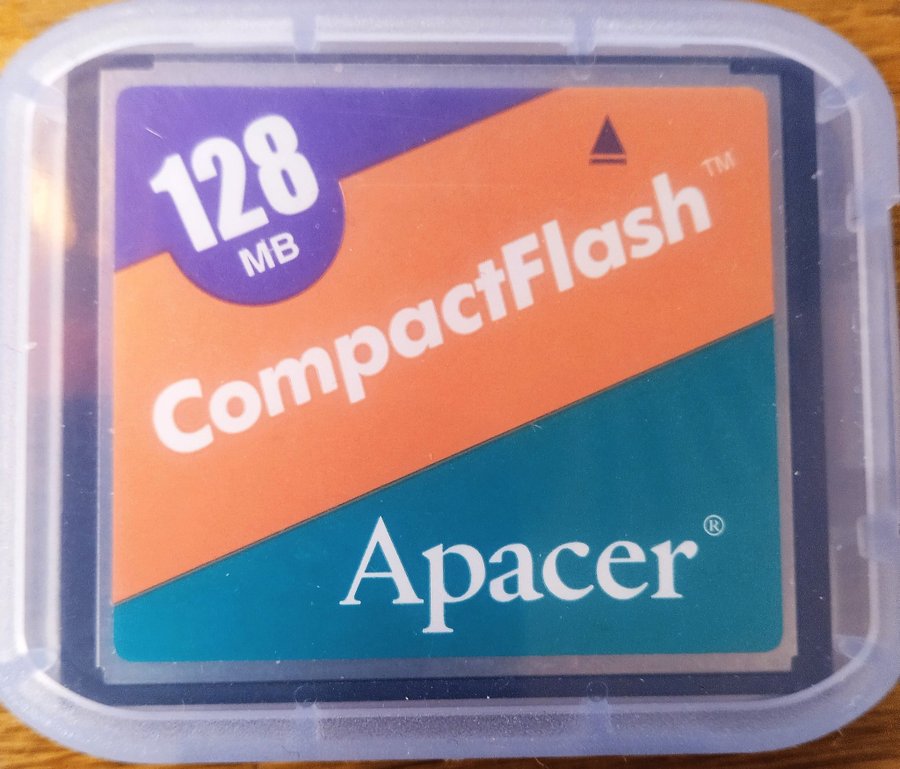 128
MB
CompactFlash™
Apacer®